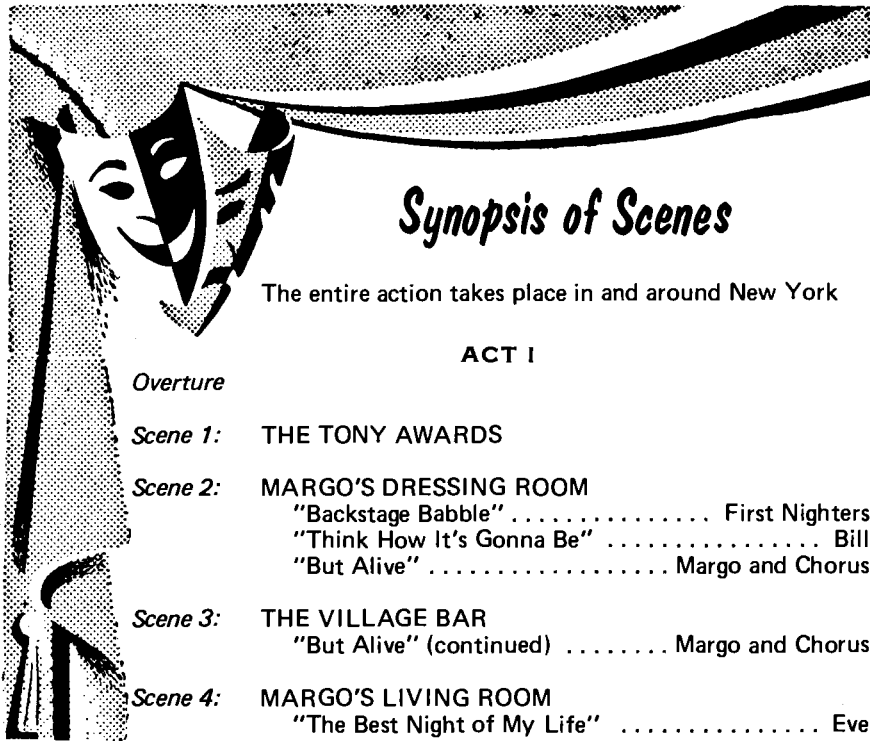 Synopsis of Scenes
The entire action takes place in and around New York
ACT I
Overture
Scene 1: THE TONY AWARDS
Scene 2: MARGO'S DRESSING ROOM
"Backstage Babble" . . . . . . . . . . . . . . . . First Nighters
"Think How It's Gonna Be" . . . . . . . . . . . . . . . . . Bill
"But Alive" . . . . . . . . . . . . . . . . . . . Margo and Chorus
Scene 3: THE VILLAGE BAR
"But Alive" (continued) . . . . . . . . Margo and Chorus
Scene 4: MARGO'S LIVING ROOM
"The Best Night of My Life" . . . . . . . . . . . . . . . Eve